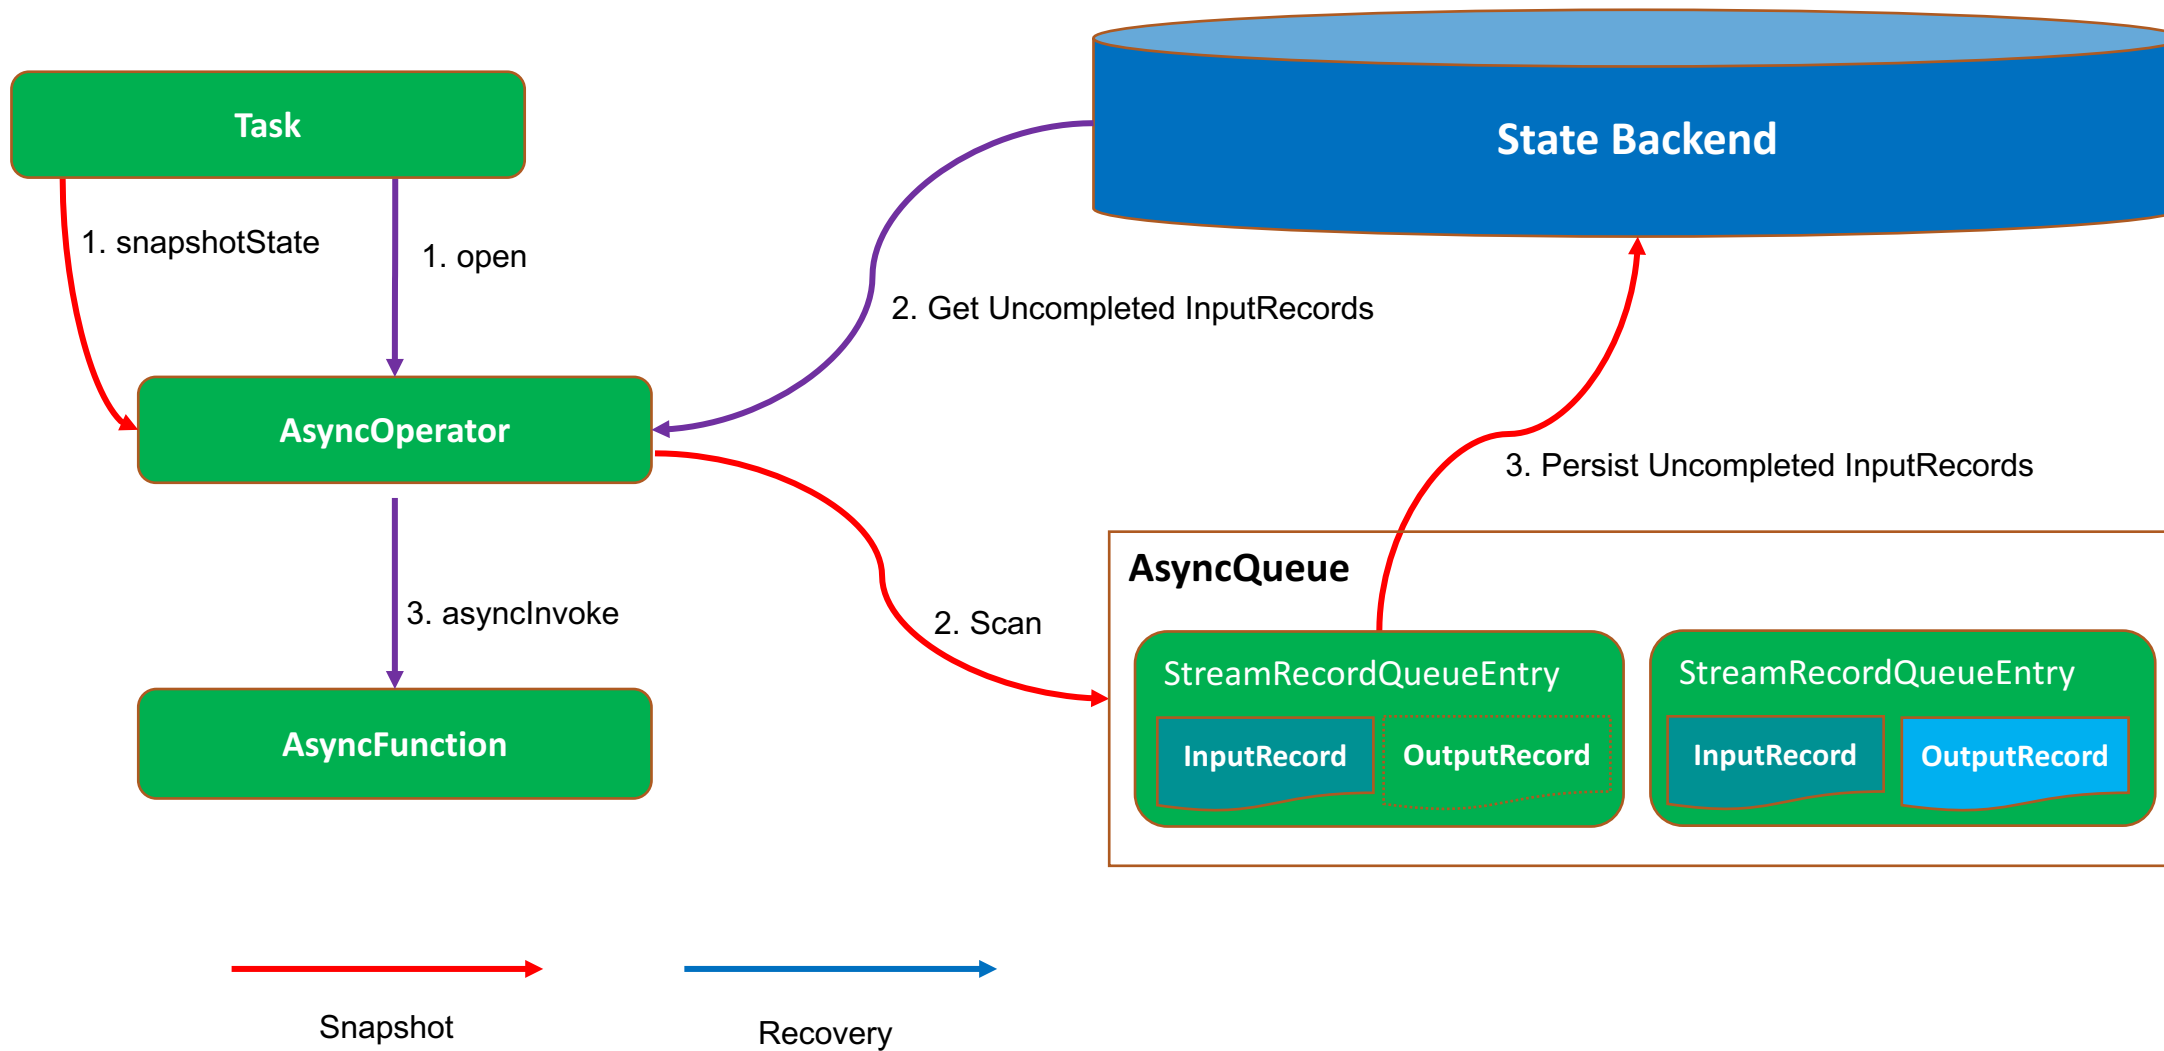 Task
State Backend
1. snapshotState
1. open
2. Get Uncompleted InputRecords
AsyncOperator
3. Persist Uncompleted InputRecords
AsyncQueue
3. asyncInvoke
2. Scan
StreamRecordQueueEntry
StreamRecordQueueEntry
AsyncFunction
InputRecord
OutputRecord
InputRecord
OutputRecord
Snapshot
Recovery